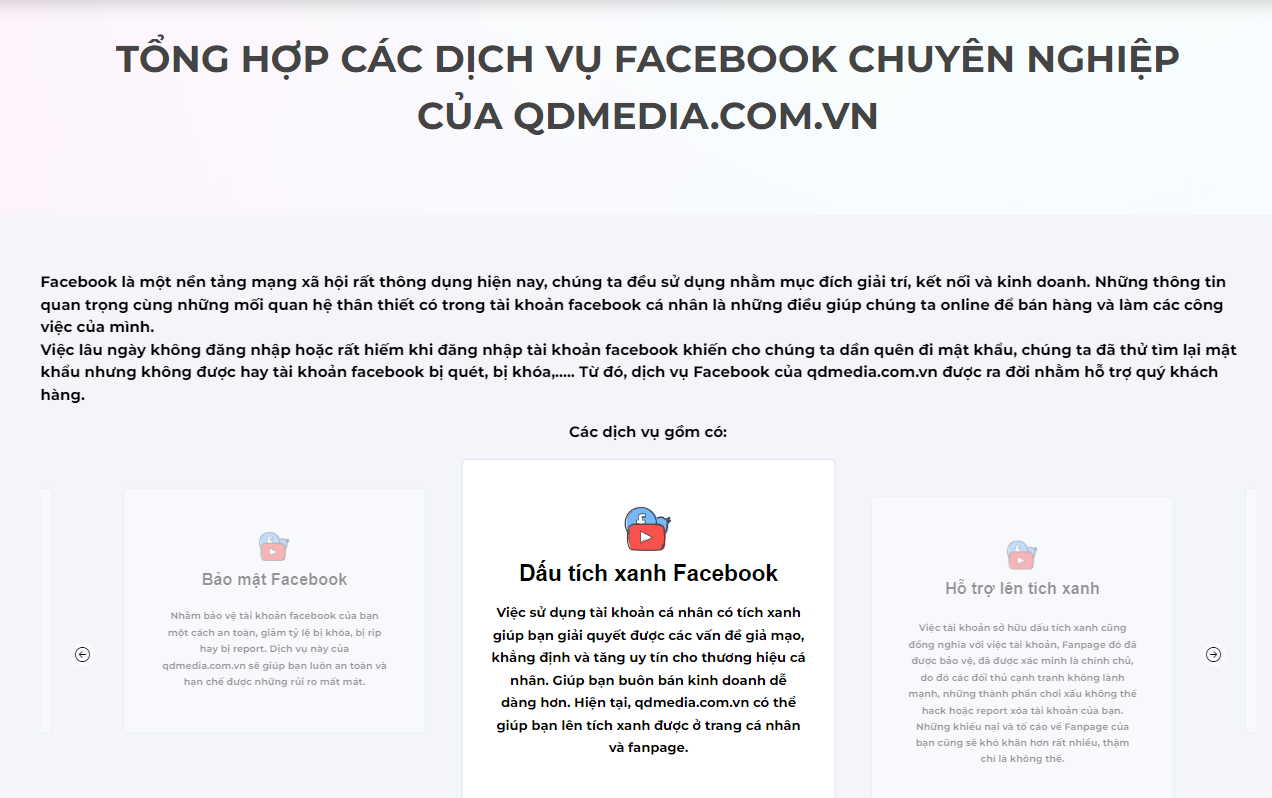 TỔNG HỢP CÁC DỊCH VỤ FACEBOOK CHUYÊN NGHIỆP
CỦA QDMEDIA.COM.VN
Facebook là một nền tảng mạng xã hội rất thông dụng hiện nay, chúng ta đều sử dụng nhằm mục đích giải trí, kết nối và kinh doanh. Những thông tin
quan trọng cùng những mối quan hệ thân thiết có trong tài khoản facebook cá nhân là những điều giúp chúng ta online để bán hàng và làm các công
việc của mình.
Việc lâu ngày không đăng nhập hoặc rất hiếm khi đăng nhập tài khoản facebook khiến cho chúng ta dần quên đi mật khẩu, chúng ta đã thử tìm lại mật
khẩu nhưng không được hay tài khoản facebook bị quét, bị khóa,..... Từ đó, dịch vụ Facebook của qdmedia.com.vn được ra đời nhằm hỗ trợ quý khách
hàng.
Các dịch vụ gồm có:
Bảo mật Facebook
Nhằm bảo vệ tài khoản facebook của bạn
một cách an toàn, giảm tỷ lệ bị khóa, bị rip
hay bị report. Dịch vụ này của
qdmedia.com.vn sẽ giúp bạn luôn an toàn và
hạn chế được những rủi ro mất mát.
Dấu tích xanh Facebook
Việc sử dụng tài khoản cá nhân có tích xanh
giúp bạn giải quyết được các vấn đề giả mạo,
khẳng định và tăng uy tín cho thương hiệu cá
nhân. Giúp bạn buôn bán kinh doanh dễ
dàng hơn. Hiện tại, qdmedia.com.vn có thể
giúp bạn lên tích xanh được ở trang cá nhân
và fanpage.
Hỗ trợ lên tích xanh
Việc tài khoản sở hữu dấu tích xanh cũng
đồng nghĩa với việc tài khoản, Fanpage đó đã
được bảo vệ, đã được xác minh là chính chủ,
do đó các đối thủ cạnh tranh không lành
mạnh, những thành phần chơi xấu không thể
hack hoặc report xóa tài khoản của bạn.
Những khiếu nại và tố cáo về Fanpage của
bạn cũng sẽ khó khăn hơn rất nhiều, thậm
chí là không thể.